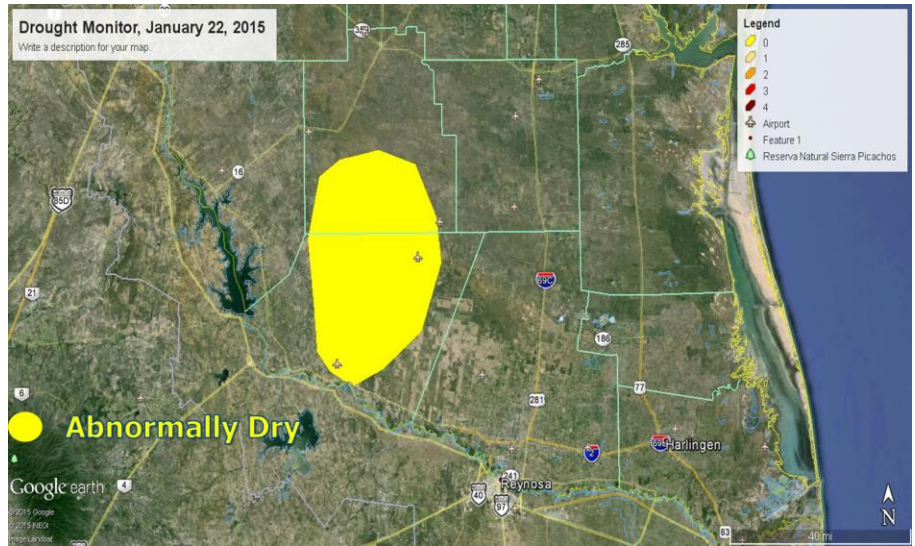 Drought Monitor, January 22, 2015
Write a description for your map.
Legend
0
1
2
3
4
Airport
Feature 1
Reserva Natural Sierra Picachos
285
16
85D
21
69C
186
6
77
281
Abnormally Dry
2
Harlingen
241
Reynosa
4
40
97
83
Google earth
© 2015 Google
© 2015 INEGI
Image Landsat
N
40 mi